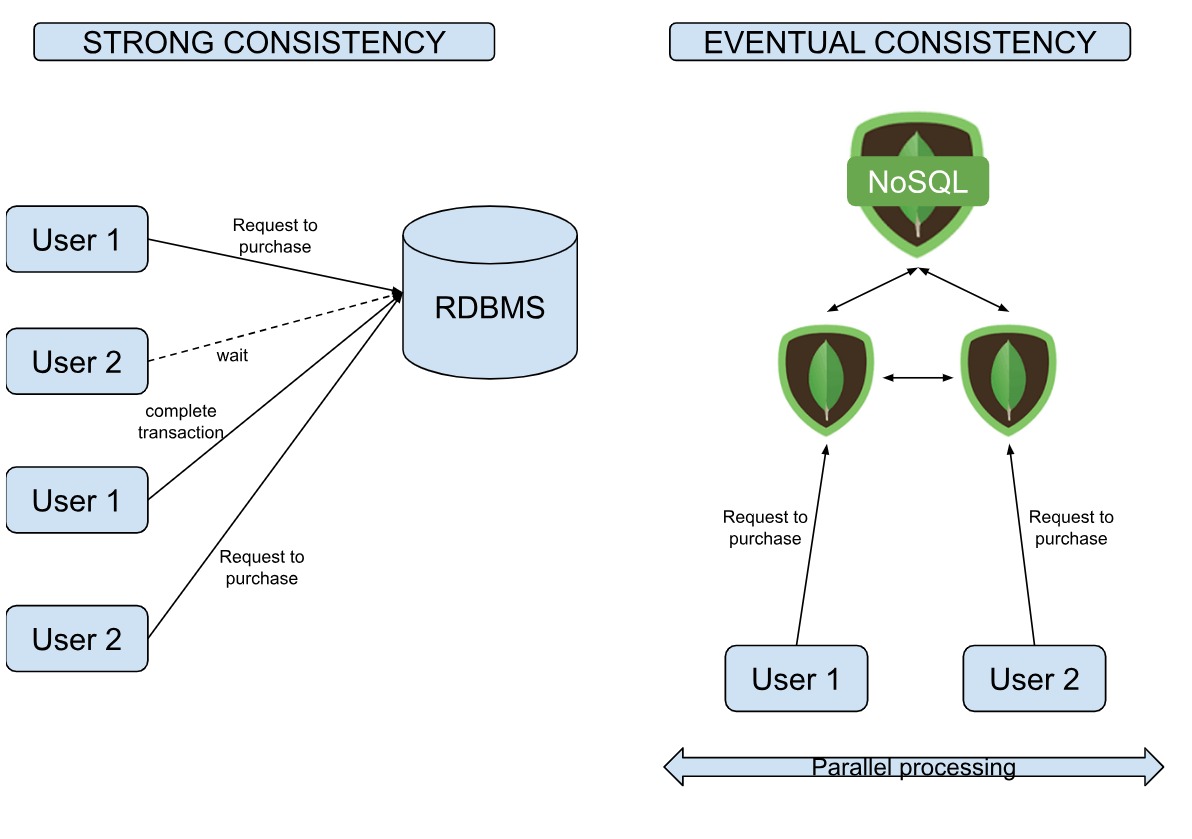 STRONG CONSISTENCY
User 1
Request to
purchase
User 2
wait
complete
transaction
User 1
Request to
purchase
User 2
RDBMS
EVENTUAL CONSISTENCY
NoSQL
Request to
purchase
Request to
purchase
User 1
User 2
Parallel processing